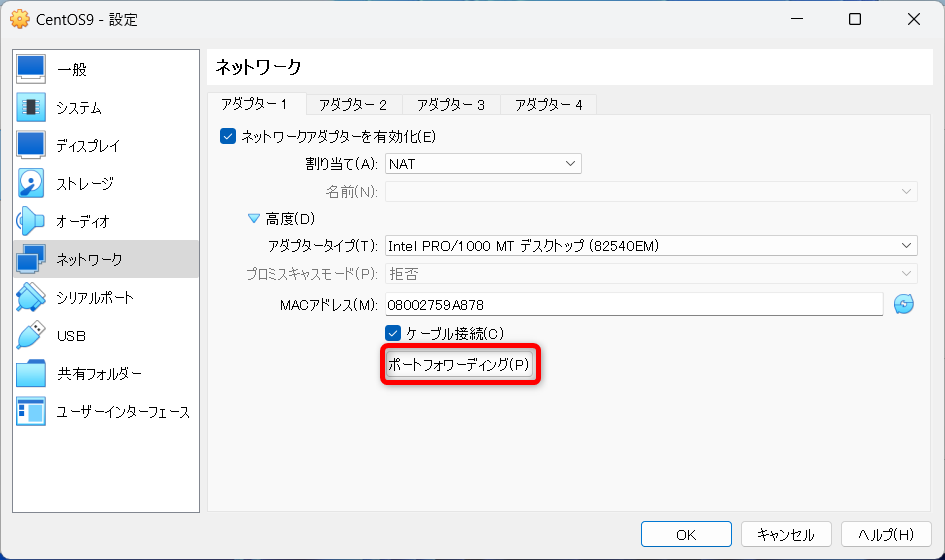 CentOS9 - 設定
一般
システム
ディスプレイ
ストレージ
オーディオ
ネットワーク
シリアルポート
USB
共有フォルダー
ユーザーインターフェース
ネットワーク
アダプター 1 アダプター 2 アダプター 3 アダプター 4
ネットワークアダプターを有効化(E)
割り当て(A): NAT
名前(N):
高度(D)
アダプタータイプ(T): Intel PRO/1000 MT デスクトップ (82540EM)
プロミスキャスモード(P): 拒否
MACアドレス(M): 08002759A878
ケーブル接続(C)
ポートフォワーディング(P)
OK キャンセル ヘルプ(H)